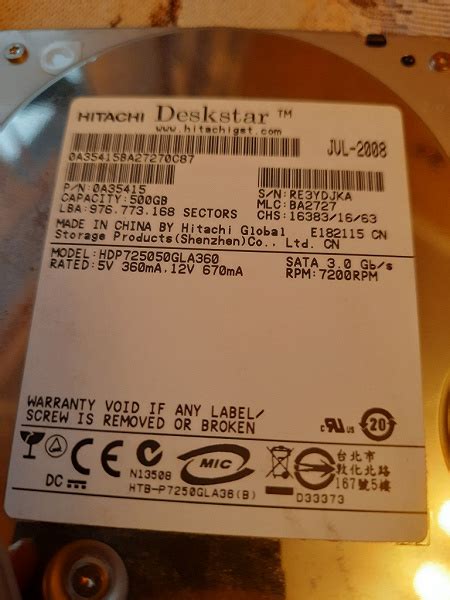 HITACHI Deskstar™
www.hitachigst.com
JUL-2008
0A35415BA27270C87
P/N: 0A35415
S/N: RE3YDJKA
CAPACITY: 500GB
MLC: BA2727
LBA: 976.773.168 SECTORS
CHS: 16383/16/63
MADE IN CHINA BY Hitachi Global E182115 CN
Storage Products(Shenzhen)Co., Ltd. CN
MODEL: HDP725050GLA360
SATA 3.0 Gb/s
RATED: 5V 360mA, 12V 670mA
RPM: 7200RPM
WARRANTY VOID IF ANY LABEL/
SCREW IS REMOVED OR BROKEN
c RU us 20
CE MIC
台北市
敦化北路
167號5樓
DC N13508
HTB-P7250GLA36(B) D33373